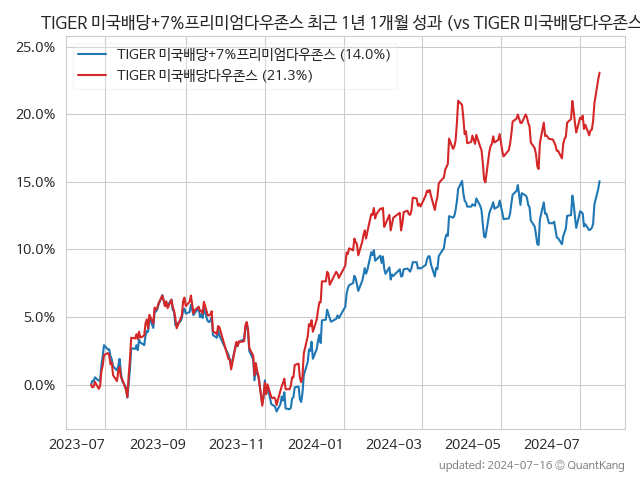 TIGER 미국배당+7%프리미엄다우존스 최근 1년 1개월 성과 (vs TIGER 미국배당다우존스
25.0%
TIGER 미국배당+7%프리미엄다우존스 (14.0%)
TIGER 미국배당다우존스 (21.3%)
20.0%
15.0%
10.0%
5.0%
0.0%
2023-07 2023-09 2023-11 2024-01 2024-03 2024-05 2024-07
updated: 2024-07-16 © QuantKang